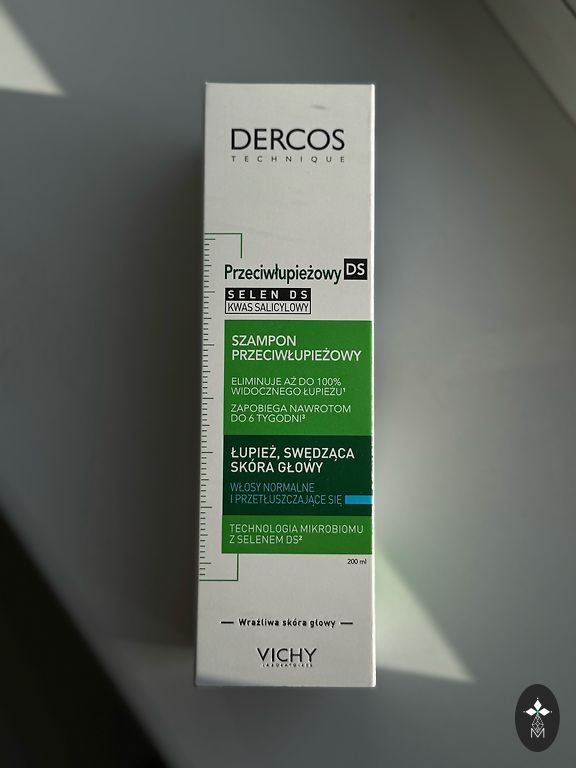 DERCOS
TECHNIQUE
Przeciwłupieżowy DS
SELEN DS
KWAS SALICYLOWY
SZAMPON
PRZECIWŁUPIEŻOWY
ELIMINUJE AŻ DO 100%
WIDOCZNEGO ŁUPIEŻU¹
ZAPOBIEGA NAWROTOM
DO 6 TYGODNI³
ŁUPIEŻ, SWĘDZĄCA
SKÓRA GŁOWY
WŁOSY NORMALNE
I PRZETŁUSZCZAJĄCE SIĘ
TECHNOLOGIA MIKROBIOMU
Z SELENEM DS²
200 ml
Wrażliwa skóra głowy
VICHY
LABORATOIRES
M